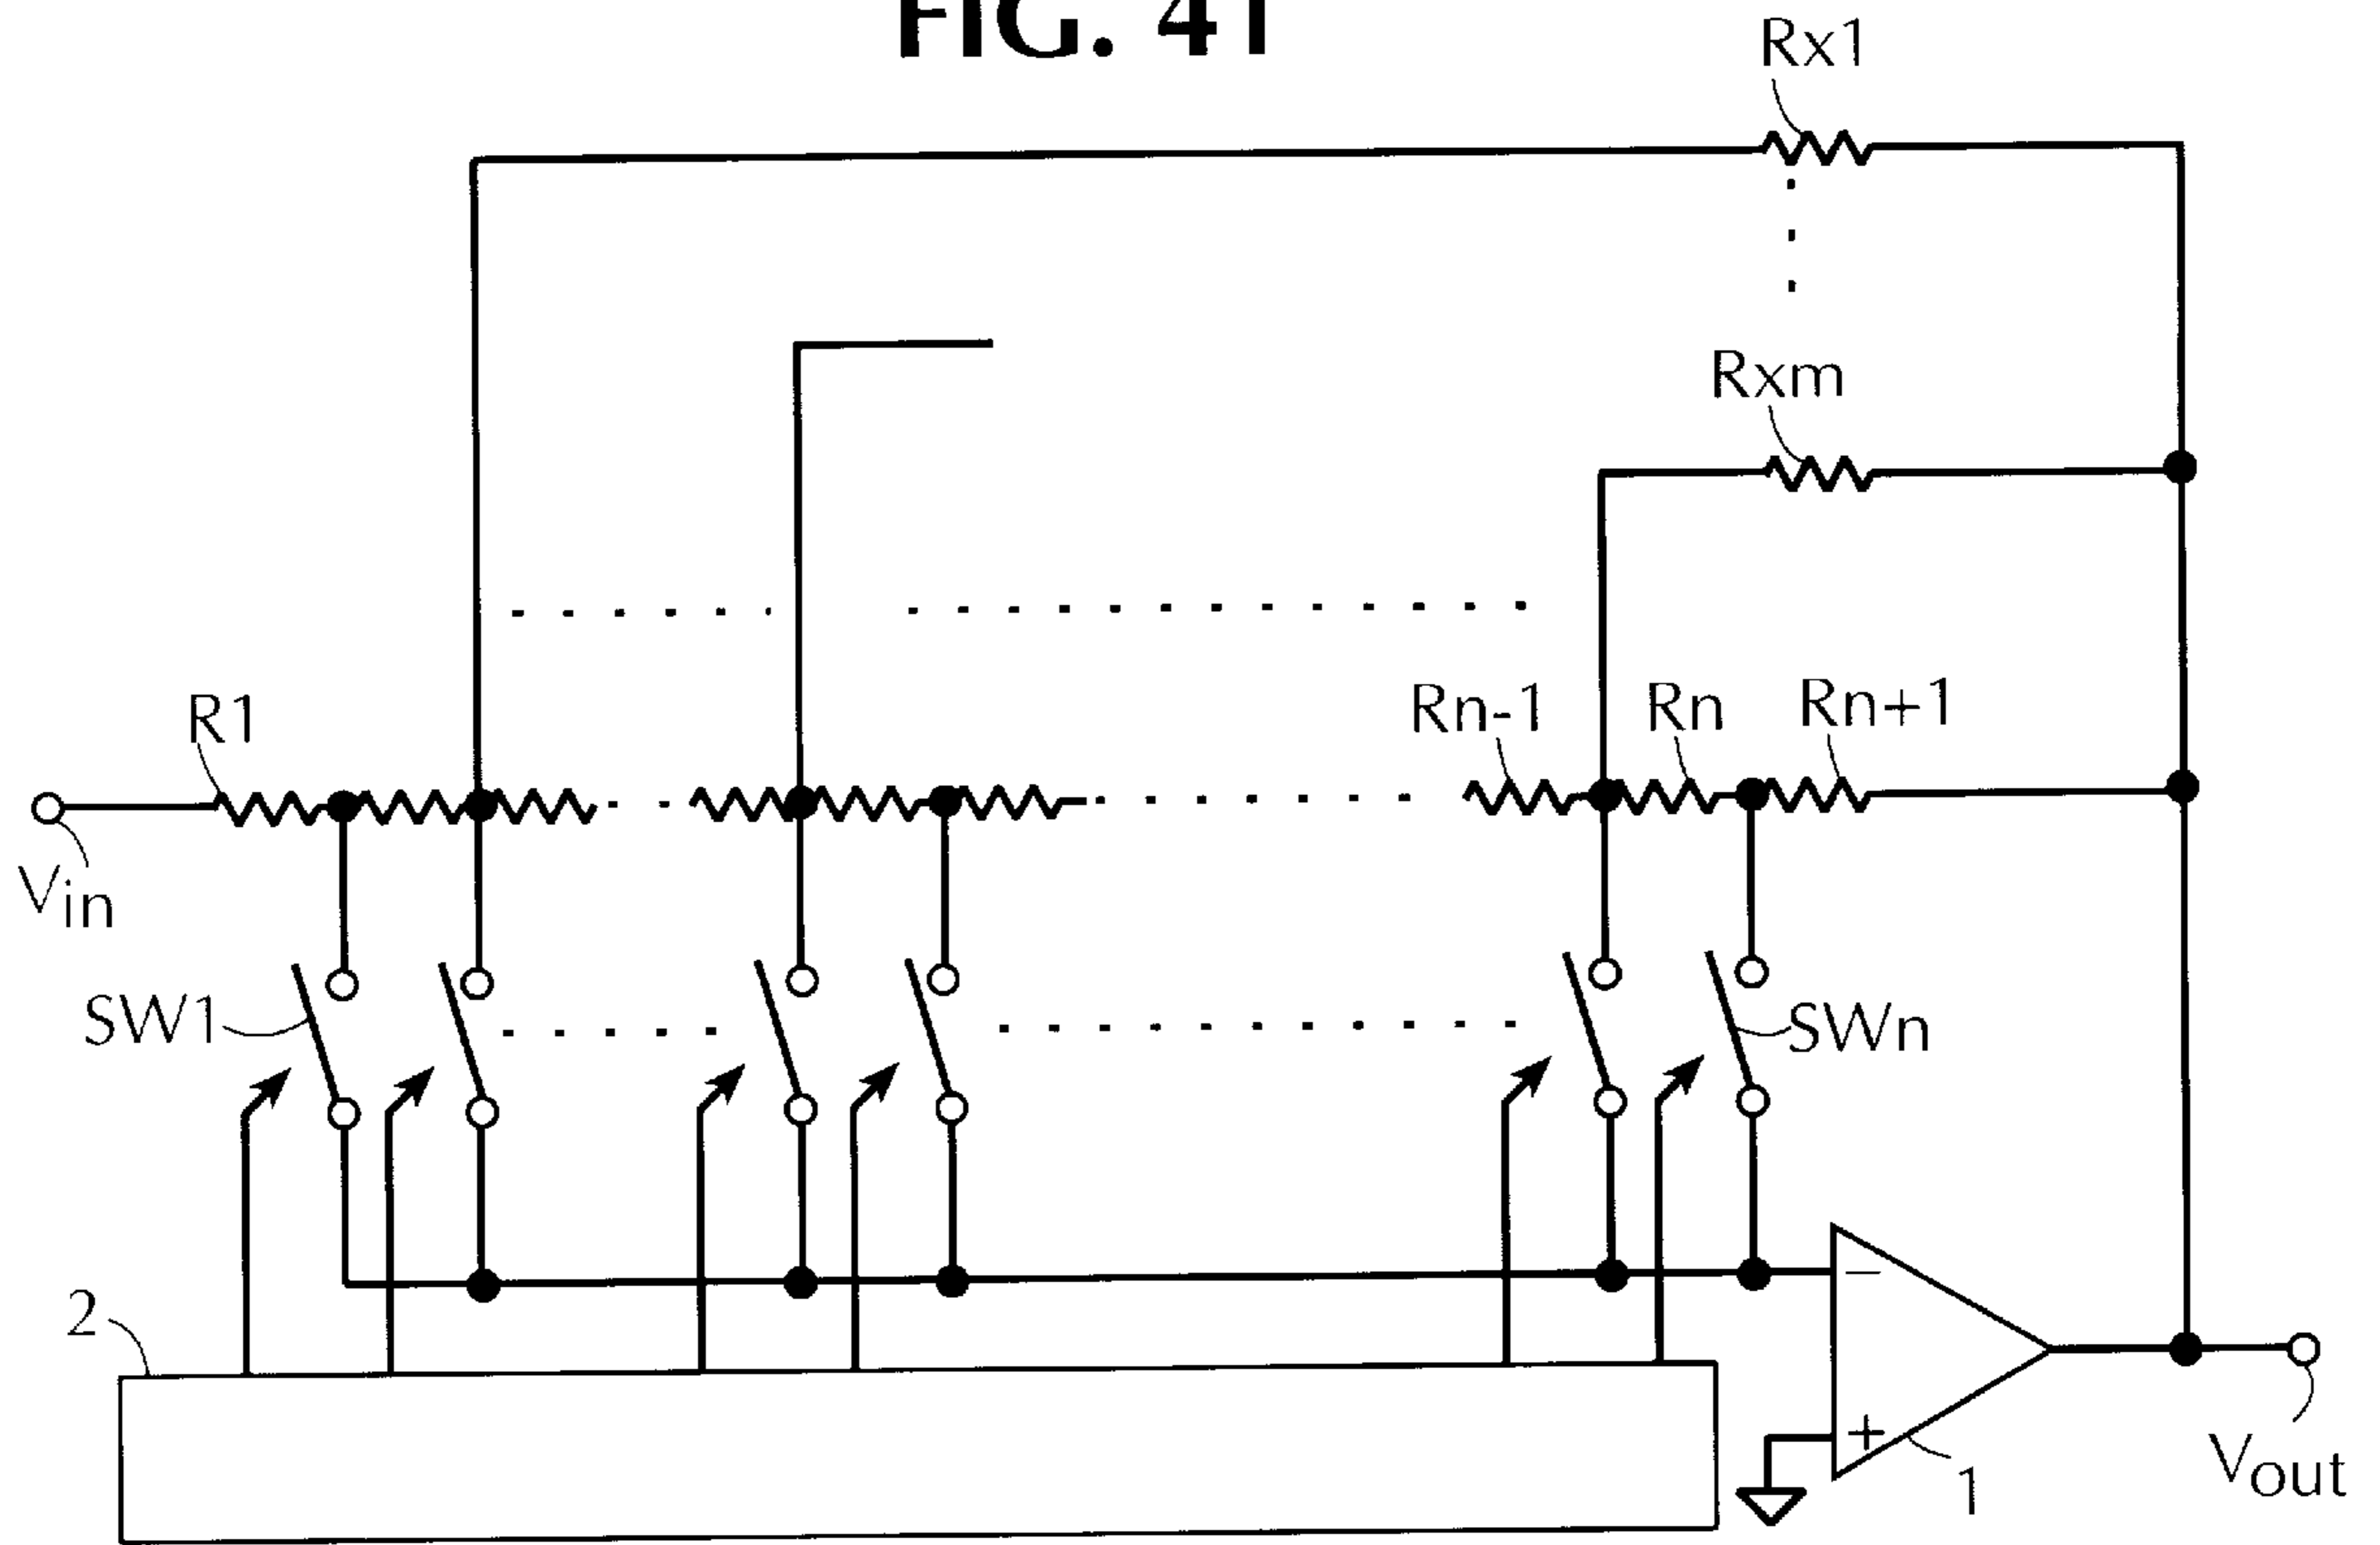 FIG. 41
Rx1
Rxm
R1
Rn-1
Rn
Rn+1
Vin
SW1
SWn
2
−
+
1
Vout